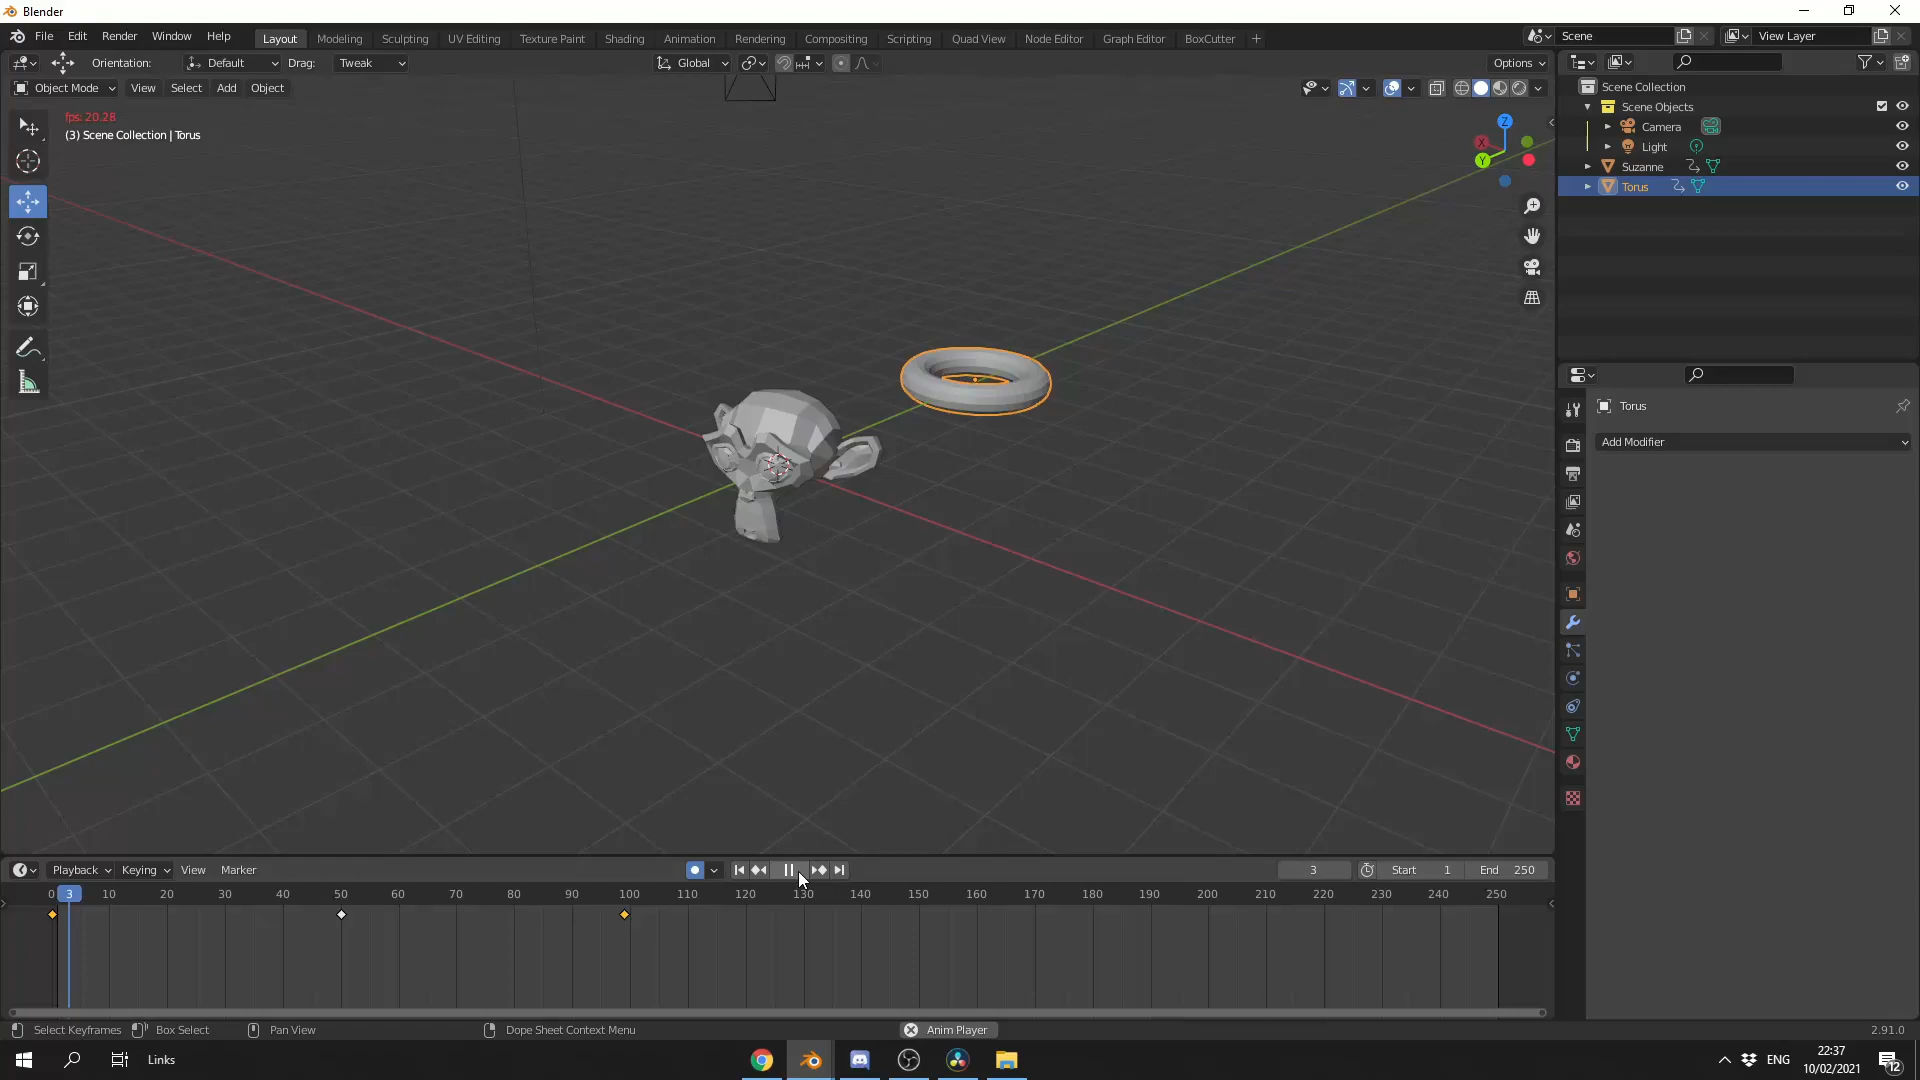 Blender
File Edit Render Window Help
Layout Modeling Sculpting UV Editing Texture Paint Shading Animation Rendering Compositing Scripting Quad View Node Editor Graph Editor BoxCutter +
Scene
View Layer
Orientation: Default Drag: Tweak
Global
Options
Object Mode View Select Add Object
fps: 20.28
(3) Scene Collection | Torus
Z
X
Y
Scene Collection
Scene Objects
Camera
Light
Suzanne
Torus
Torus
Add Modifier
Playback Keying View Marker
3 Start 1 End 250
0 3 10 20 30 40 50 60 70 80 90 100 110 120 130 140 150 160 170 180 190 200 210 220 230 240 250
Select Keyframes Box Select Pan View Dope Sheet Context Menu Anim Player 2.91.0
Links
ENG
22:37
10/02/2021
12